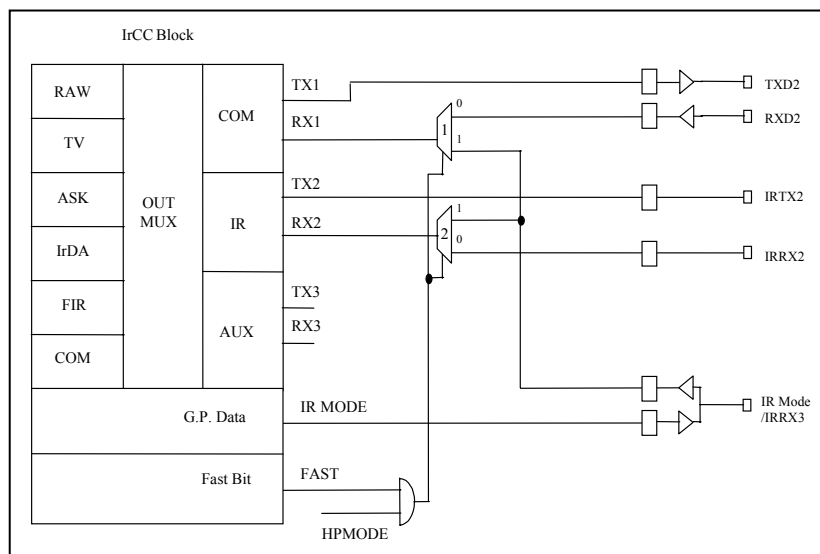 IrCC Block
RAW
TV
ASK
IrDA
FIR
COM
OUT
MUX
COM
IR
AUX
G.P. Data
Fast Bit
TX1
RX1
TX2
RX2
TX3
RX3
IR MODE
FAST
HPMODE
0
1
1
1
2
0
TXD2
RXD2
IRTX2
IRRX2
IR Mode
/IRRX3